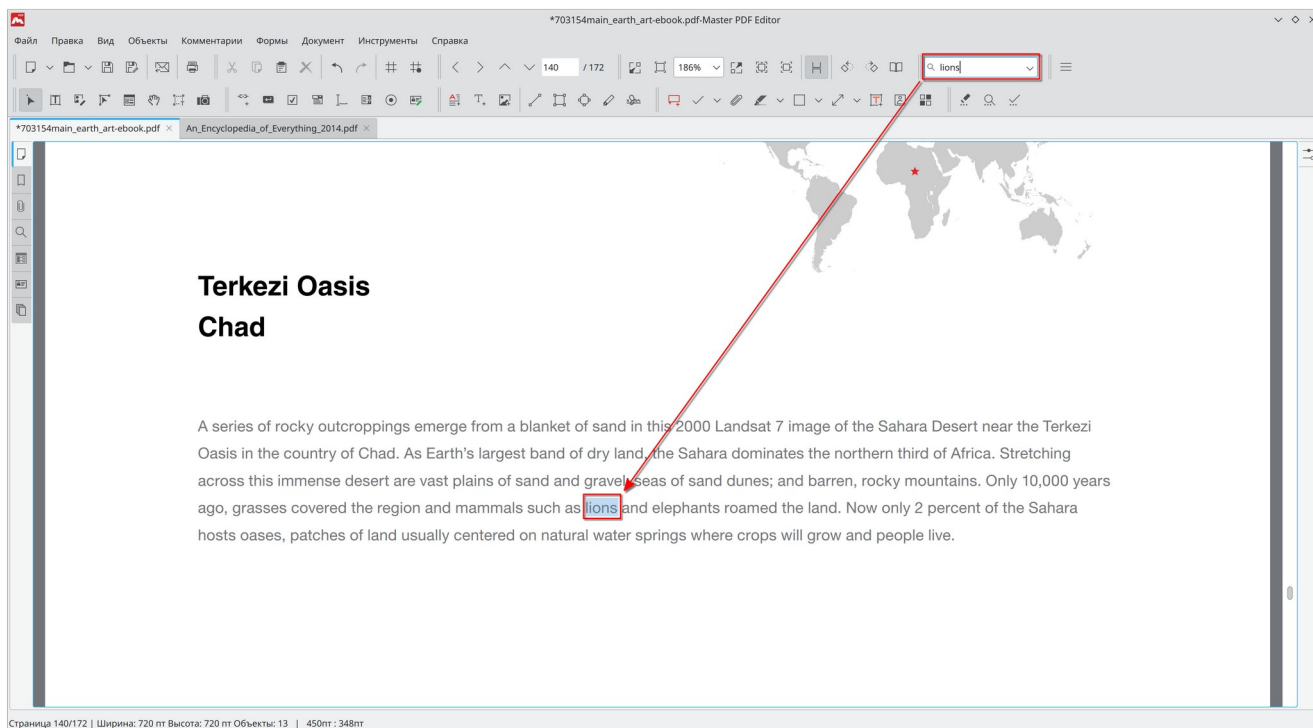 *703154main_earth_art-ebook.pdf-Master PDF Editor
Файл Правка Вид Объекты Комментарии Формы Документ Инструменты Справка
140 / 172 186% lions
*703154main_earth_art-ebook.pdf An_Encyclopedia_of_Everything_2014.pdf
Terkezi Oasis
Chad
A series of rocky outcroppings emerge from a blanket of sand in this 2000 Landsat 7 image of the Sahara Desert near the Terkezi
Oasis in the country of Chad. As Earth's largest band of dry land, the Sahara dominates the northern third of Africa. Stretching
across this immense desert are vast plains of sand and gravel; seas of sand dunes; and barren, rocky mountains. Only 10,000 years
ago, grasses covered the region and mammals such as lions and elephants roamed the land. Now only 2 percent of the Sahara
hosts oases, patches of land usually centered on natural water springs where crops will grow and people live.
Страница 140/172 | Ширина: 720 пт Высота: 720 пт Объекты: 13 | 450пт : 348пт